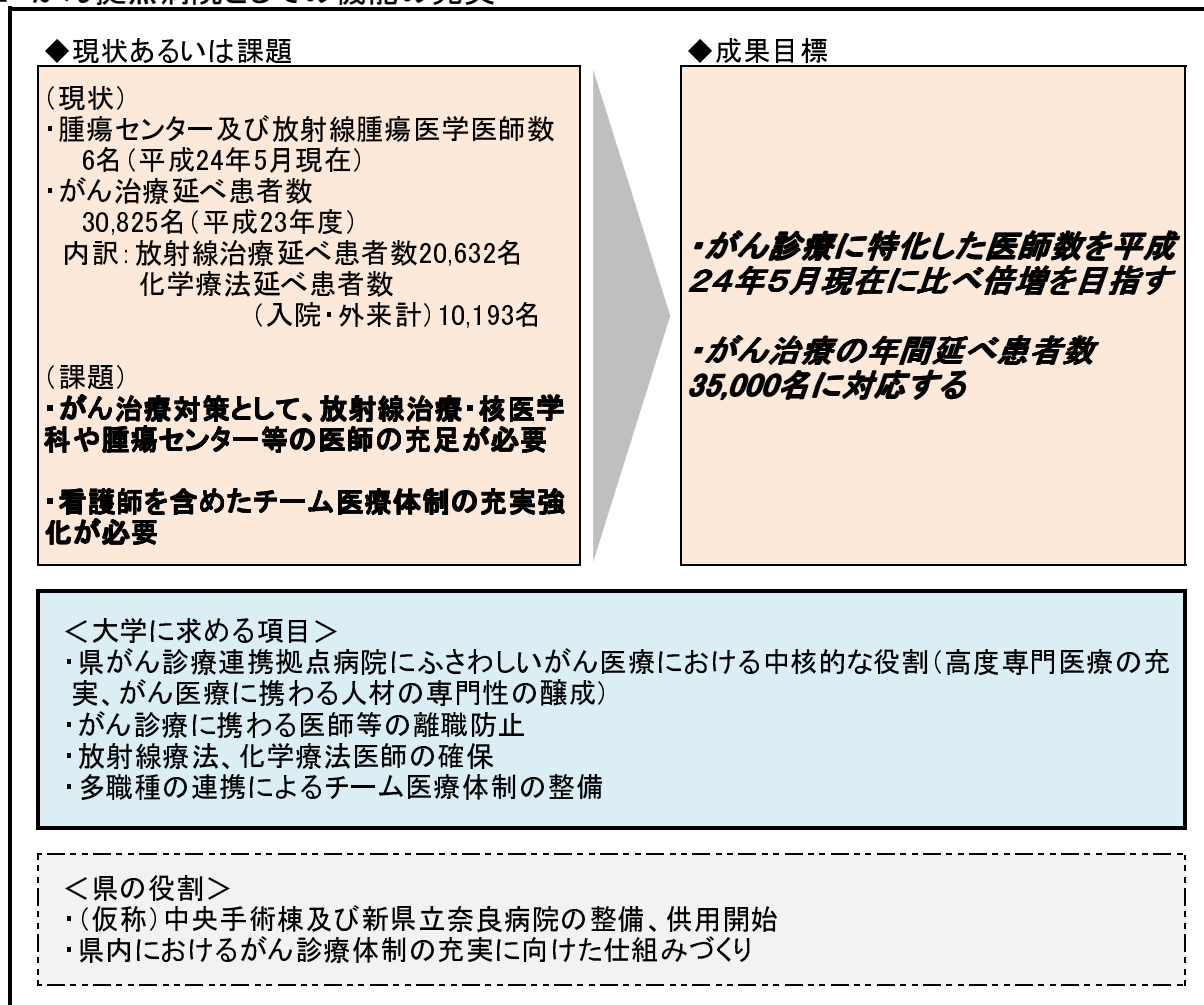 ◆現状あるいは課題
(現状)
・腫瘍センター及び放射線腫瘍医学医師数
6名(平成24年5月現在)
・がん治療延べ患者数
30,825名(平成23年度)
内訳:放射線治療延べ患者数20,632名
化学療法延べ患者数
(入院・外来計)10,193名
(課題)
・がん治療対策として、放射線治療・核医学
科や腫瘍センター等の医師の充足が必要
・看護師を含めたチーム医療体制の充実強
化が必要
◆成果目標
・がん診療に特化した医師数を平成
24年5月現在に比べ倍増を目指す
・がん治療の年間延べ患者数
35,000名に対応する
<大学に求める項目>
・県がん診療連携拠点病院にふさわしいがん医療における中核的な役割(高度専門医療の充
実、がん医療に携わる人材の専門性の醸成)
・がん診療に携わる医師等の離職防止
・放射線療法、化学療法医師の確保
・多職種の連携によるチーム医療体制の整備
<県の役割>
・(仮称)中央手術棟及び新県立奈良病院の整備、供用開始
・県内におけるがん診療体制の充実に向けた仕組みづくり